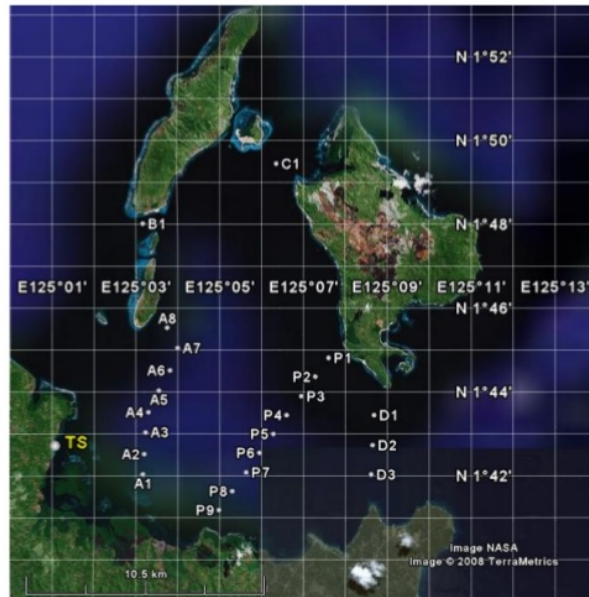 N 1°52'
N 1°50'
C1
B1
N 1°48'
E125°01' E125°03' E125°05' E125°07' E125°09' E125°11' E125°13'
N 1°46'
A8
A7
P1
A6
P2
A5
P3
N 1°44'
A4
P4
D1
A3
P5
TS
D2
A2
P6
A1
P7
D3
N 1°42'
P8
P9
Image NASA
Image © 2008 TerraMetrics
10.5 km